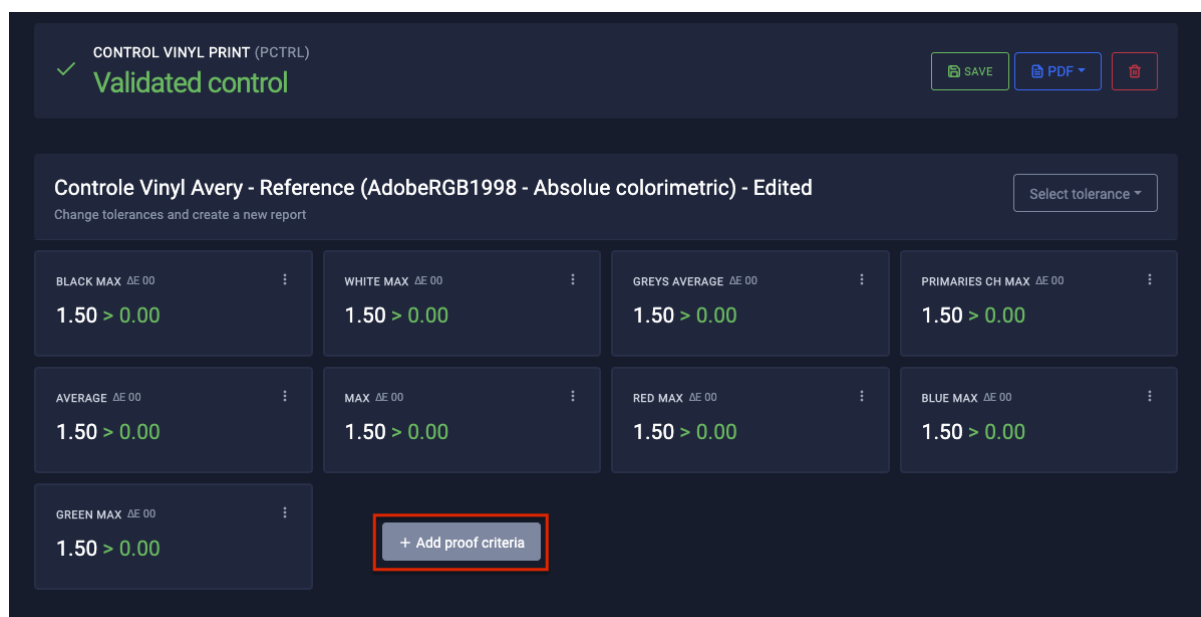 CONTROL VINYL PRINT (PCTRL)
Validated control
SAVE
PDF
Controle Vinyl Avery - Reference (AdobeRGB1998 - Absolue colorimetric) - Edited
Change tolerances and create a new report
Select tolerance
BLACK MAX ΔE 00
1.50 > 0.00
WHITE MAX ΔE 00
1.50 > 0.00
GREYS AVERAGE ΔE 00
1.50 > 0.00
PRIMARIES CH MAX ΔE 00
1.50 > 0.00
AVERAGE ΔE 00
1.50 > 0.00
MAX ΔE 00
1.50 > 0.00
RED MAX ΔE 00
1.50 > 0.00
BLUE MAX ΔE 00
1.50 > 0.00
GREEN MAX ΔE 00
1.50 > 0.00
+ Add proof criteria